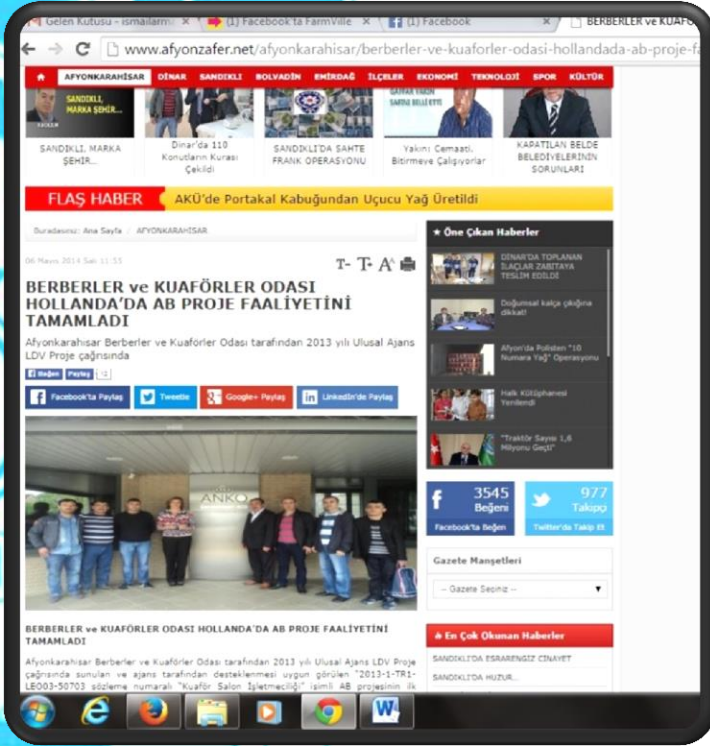 Gelen Kutusu - ismailarm
(1) Facebook'ta FarmVille
(1) Facebook
BERBERLER ve KUAFÖ
www.afyonzafer.net/afyonkarahisar/berberler-ve-kuaforler-odasi-hollandada-ab-proje-fa
AFYONKARAHİSAR DİNAR SANDIKLI BOLVADİN EMİRDAĞ İLÇELER EKONOMİ TEKNOLOJİ SPOR KÜLTÜR
SANDIKLI,
MARKA ŞEHİR...
SANDIKLI, MARKA
ŞEHİR...
Dinar'da 110
Konutların Kurası
Çekildi
SANDIKLI'DA SAHTE
FRANK OPERASYONU
Yakın: Cemaati,
Bitirmeye Çalışıyorlar
KAPATILAN BELDE
BELEDİYELERİNİN
SORUNLARI
FLAŞ HABER
AKÜ'de Portakal Kabuğundan Uçucu Yağ Üretildi
Buradasınız: Ana Sayfa / AFYONKARAHİSAR
06 Mayıs 2014 Salı 11:55
T- T+ A
BERBERLER ve KUAFÖRLER ODASI
HOLLANDA'DA AB PROJE FAALİYETİNİ
TAMAMLADI
Afyonkarahisar Berberler ve Kuaförler Odası tarafından 2013 yılı Ulusal Ajans
LDV Proje çağrısında
Beğen Paylaş 12
Facebook'ta Paylaş
Tweetle
Google+ Paylaş
LinkedIn'de Paylaş
ANKO
BERBERLER ve KUAFÖRLER ODASI HOLLANDA'DA AB PROJE FAALİYETİNİ
TAMAMLADI
Afyonkarahisar Berberler ve Kuaförler Odası tarafından 2013 yılı Ulusal Ajans LDV Proje
çağrısında sunulan ve ajans tarafından desteklenmesi uygun görülen "2013-1-TR1-
LEO03-50703 sözleme numaralı "Kuaför Salon İşletmeciliği" isimli AB projesinin ilk
Öne Çıkan Haberler
DİNAR'DA TOPLANAN
İLAÇLAR ZABITAYA
TESLİM EDİLDİ
Doğumsal kalça çıkığına
dikkat!
Afyon'da Polisten "10
Numara Yağ" Operasyonu
Halk Kütüphanesi
Yenilendi
"Traktör Sayısı 1,6
Milyonu Geçti"
3545
Beğeni
Facebook'ta Beğen
977
Takipçi
Twitter'da Takip Et
Gazete Manşetleri
-- Gazete Seçiniz --
En Çok Okunan Haberler
SANDIKLI'DA ESRARENGİZ CİNAYET
SANDIKLI'DA HUZUR...